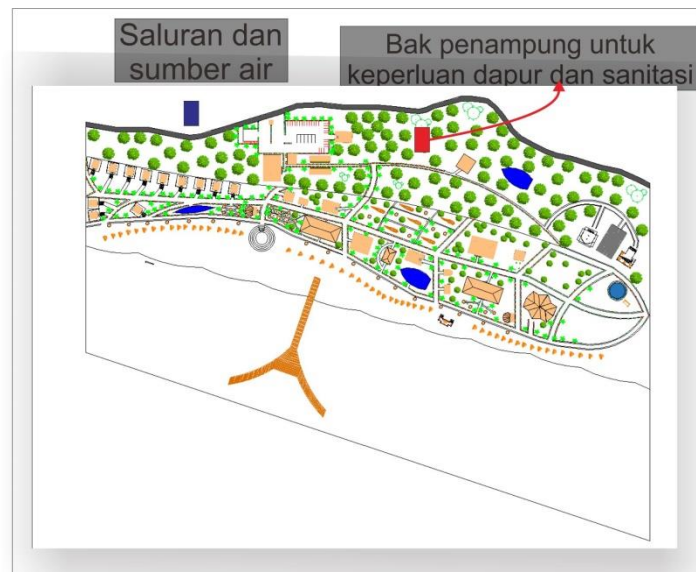 Saluran dan
sumber air
Bak penampung untuk
keperluan dapur dan sanitasi